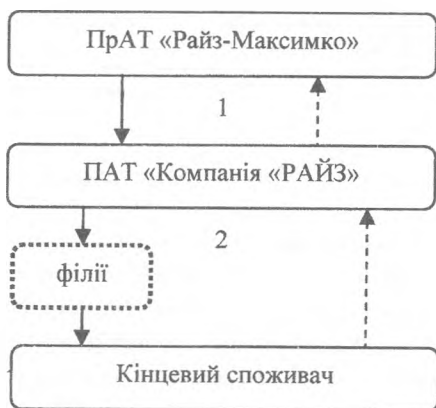 ПрАТ «Райз-Максимко»
1
ПАТ «Компанія «РАЙЗ»
2
філії
Кінцевий споживач